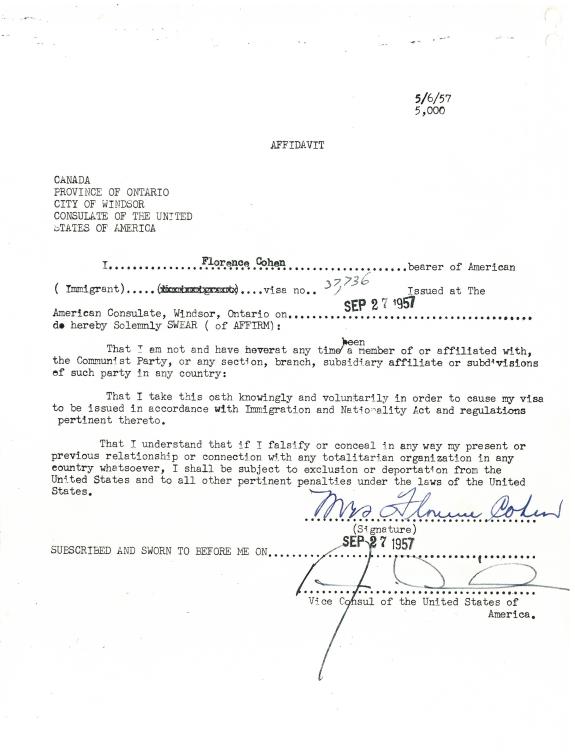 5/6/57
5,000
AFFIDAVIT
CANADA
PROVINCE OF ONTARIO
CITY OF WINDSOR
CONSULATE OF THE UNITED
STATES OF AMERICA
I..............Florence Cohen..............bearer of American
( Immigrant).....(...)....visa no.. 37,736 Issued at The
American Consulate, Windsor, Ontario on...SEP 27 1957...
do hereby Solemnly SWEAR ( of AFFIRM):
been
That I am not and have heverst any time a member of or affiliated with,
the Communist Party, or any section, branch, subsidiary affiliate or subdivisions
of such party in any country:
That I take this oath knowingly and voluntarily in order to cause my visa
to be issued in accordance with Immigration and Nationality Act and regulations
pertinent thereto.
That I understand that if I falsify or conceal in any way my present or
previous relationship or connection with any totalitarian organization in any
country whatsoever, I shall be subject to exclusion or deportation from the
United States and to all other pertinent penalties under the laws of the United
States.
Mrs Florence Cohen
(Signature)
SEP 27 1957
SUBSCRIBED AND SWORN TO BEFORE ME ON..............
Vice Consul of the United States of
America.